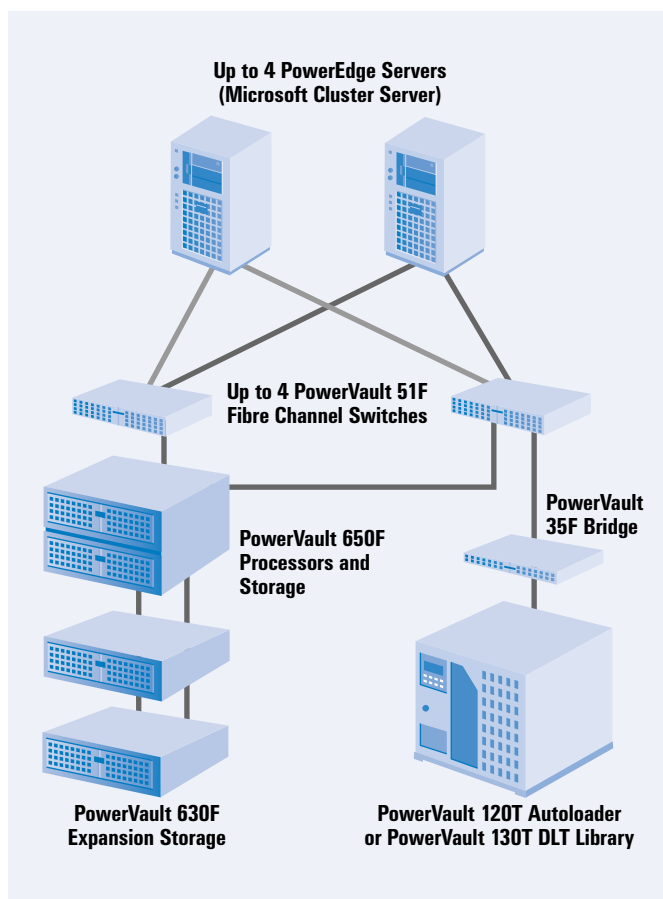 Up to 4 PowerEdge Servers
(Microsoft Cluster Server)
Up to 4 PowerVault 51F
Fibre Channel Switches
PowerVault
35F Bridge
PowerVault 650F
Processors and
Storage
PowerVault 630F
Expansion Storage
PowerVault 120T Autoloader
or PowerVault 130T DLT Library